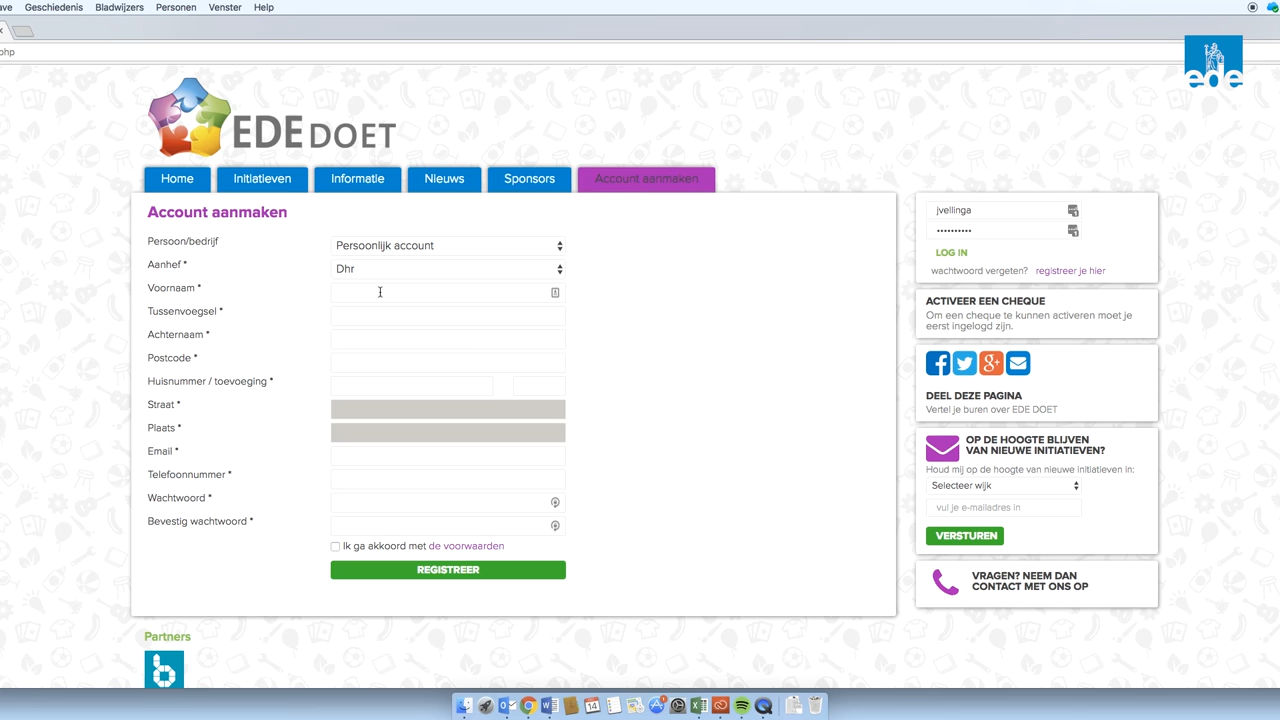 Geschiedenis Bladwijzers Personen Venster Help
ede
EDE DOET
Home Initiatieven Informatie Nieuws Sponsors Account aanmaken
Account aanmaken
Persoon/bedrijf Persoonlijk account
Aanhef * Dhr
Voornaam *
Tussenvoegsel *
Achternaam *
Postcode *
Huisnummer / toevoeging *
Straat *
Plaats *
Email *
Telefoonnummer *
Wachtwoord *
Bevestig wachtwoord *
Ik ga akkoord met de voorwaarden
REGISTREER
jvellinga
••••••••••
LOG IN
wachtwoord vergeten? registreer je hier
ACTIVEER EEN CHEQUE
Om een cheque te kunnen activeren moet je
eerst ingelogd zijn.
DEEL DEZE PAGINA
Vertel je buren over EDE DOET
OP DE HOOGTE BLIJVEN
VAN NIEUWE INITIATIEVEN?
Houd mij op de hoogte van nieuwe initiatieven in:
Selecteer wijk
vul je e-mailadres in
VERSTUREN
VRAGEN? NEEM DAN
CONTACT MET ONS OP
Partners
b
14